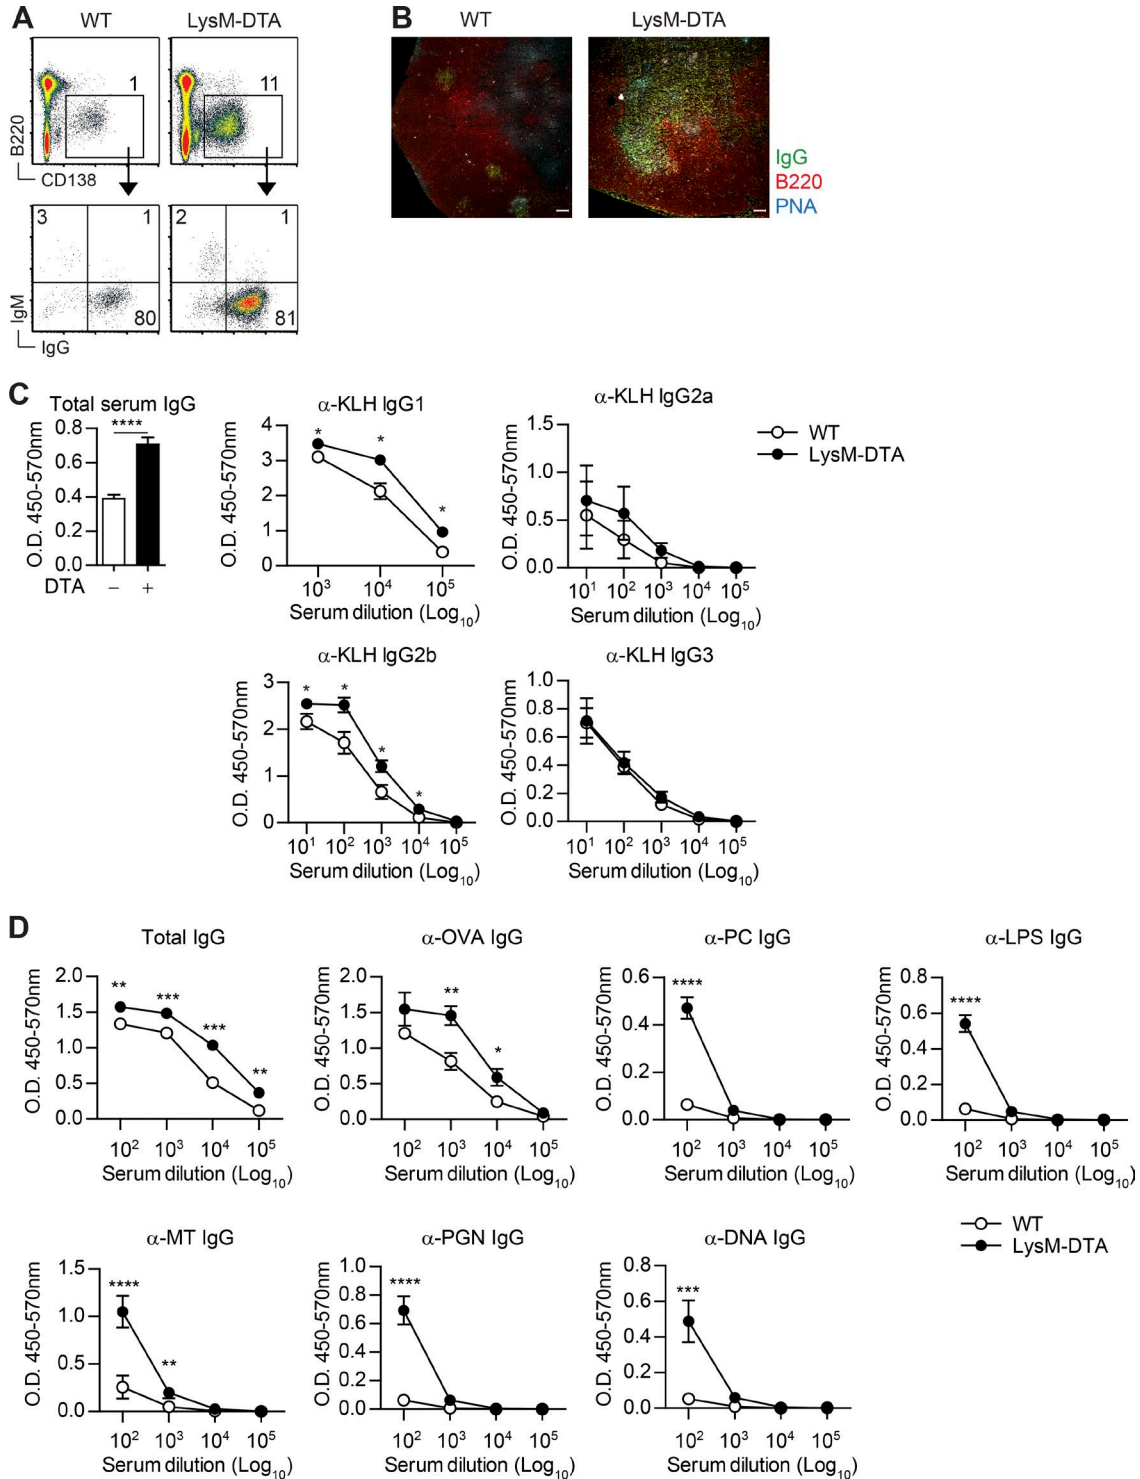 A
WT
LysM-DTA
1
11
B220
CD138
3
1
2
1
80
81
IgM
IgG
B
WT
LysM-DTA
IgG
B220
PNA
C
Total serum IgG
O.D. 450-570nm
0.8
0.6
0.4
0.2
0.0
****
DTA − +
α-KLH IgG1
O.D. 450-570nm
4
3
2
1
0
* * *
10³ 10⁴ 10⁵
Serum dilution (Log₁₀)
α-KLH IgG2a
O.D. 450-570nm
1.5
1.0
0.5
0.0
10¹ 10² 10³ 10⁴ 10⁵
Serum dilution (Log₁₀)
WT
LysM-DTA
α-KLH IgG2b
O.D. 450-570nm
3
2
1
0
* * * *
10¹ 10² 10³ 10⁴ 10⁵
Serum dilution (Log₁₀)
α-KLH IgG3
O.D. 450-570nm
1.0
0.8
0.6
0.4
0.2
0.0
10¹ 10² 10³ 10⁴ 10⁵
Serum dilution (Log₁₀)
D
Total IgG
O.D. 450-570nm
2.0
1.5
1.0
0.5
0.0
** *** *** **
10² 10³ 10⁴ 10⁵
Serum dilution (Log₁₀)
α-OVA IgG
O.D. 450-570nm
2.0
1.5
1.0
0.5
0.0
** *
10² 10³ 10⁴ 10⁵
Serum dilution (Log₁₀)
α-PC IgG
O.D. 450-570nm
0.6
0.4
0.2
0.0
****
10² 10³ 10⁴ 10⁵
Serum dilution (Log₁₀)
α-LPS IgG
O.D. 450-570nm
0.8
0.6
0.4
0.2
0.0
****
10² 10³ 10⁴ 10⁵
Serum dilution (Log₁₀)
α-MT IgG
O.D. 450-570nm
1.5
1.0
0.5
0.0
**** **
10² 10³ 10⁴ 10⁵
Serum dilution (Log₁₀)
α-PGN IgG
O.D. 450-570nm
1.0
0.8
0.6
0.4
0.2
0.0
****
10² 10³ 10⁴ 10⁵
Serum dilution (Log₁₀)
α-DNA IgG
O.D. 450-570nm
0.8
0.6
0.4
0.2
0.0
***
10² 10³ 10⁴ 10⁵
Serum dilution (Log₁₀)
WT
LysM-DTA